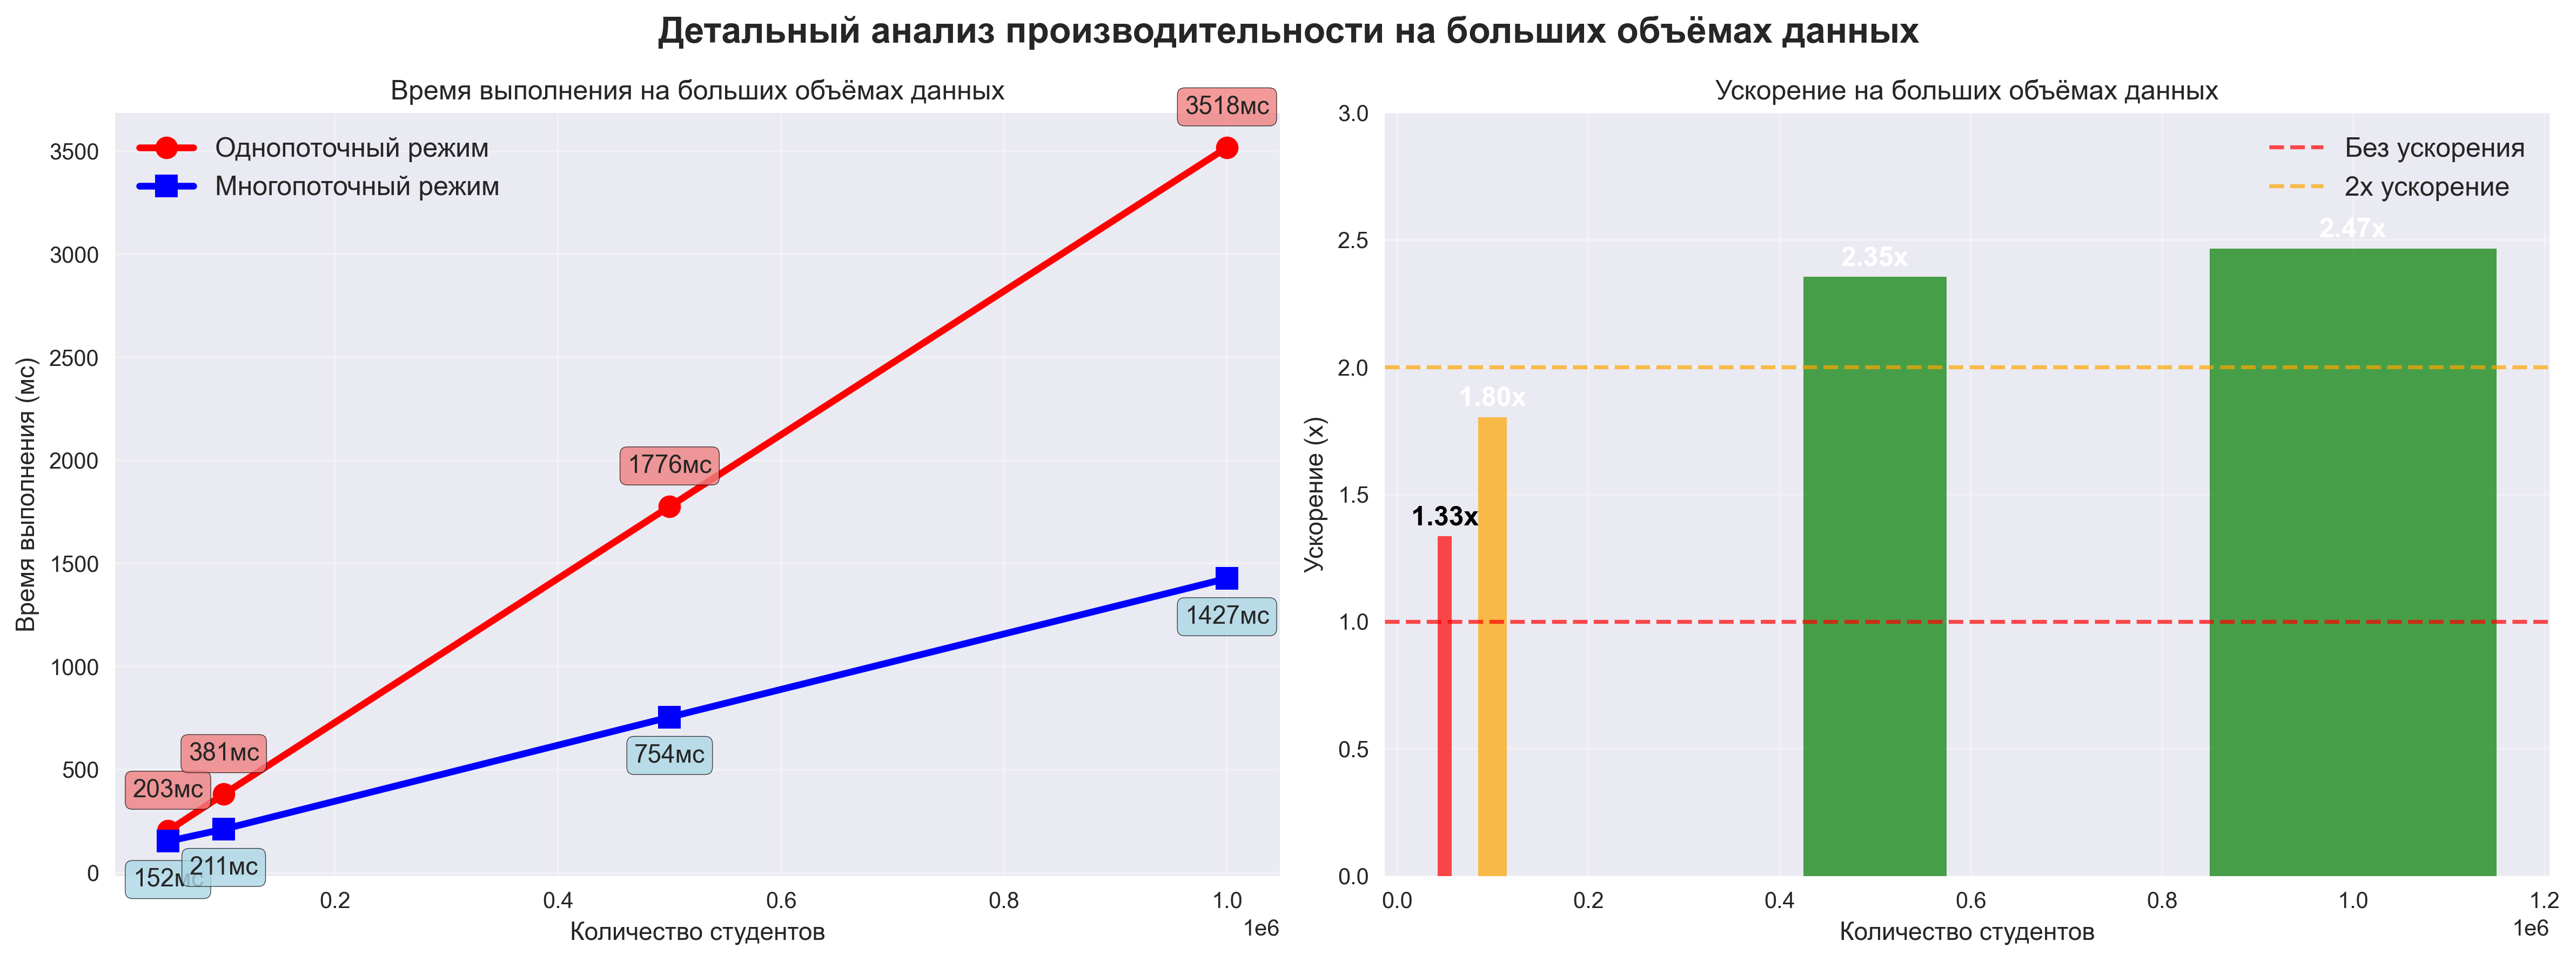 Детальный анализ производительности на больших объёмах данных
Время выполнения на больших объёмах данных
Однопоточный режим
Многопоточный режим
Время выполнения (мс)
3500
3000
2500
2000
1500
1000
500
0
3518мс
1776мс
381мс
203мс
1427мс
754мс
211мс
152мс
0.2
0.4
0.6
0.8
1.0
1e6
Количество студентов
Ускорение на больших объёмах данных
Без ускорения
2x ускорение
Ускорение (x)
3.0
2.5
2.0
1.5
1.0
0.5
0.0
1.33x
1.80x
2.35x
2.47x
0.0
0.2
0.4
0.6
0.8
1.0
1.2
1e6
Количество студентов